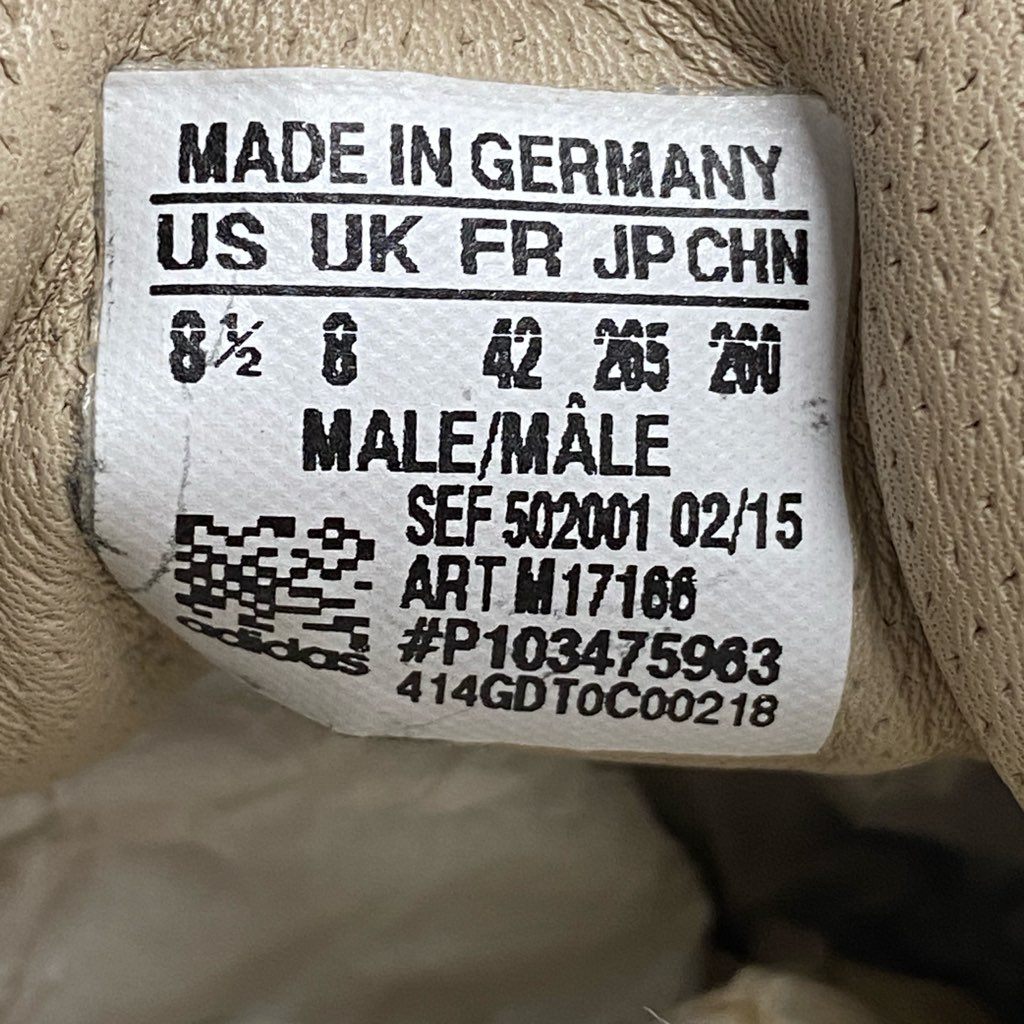 MADE IN GERMANY
US UK FR JP CHN
8½ 8 42 265 260
MALE/MÂLE
SEF 502001 02/15
ART M17166
#P103475963
414GDT0C00218
adidas